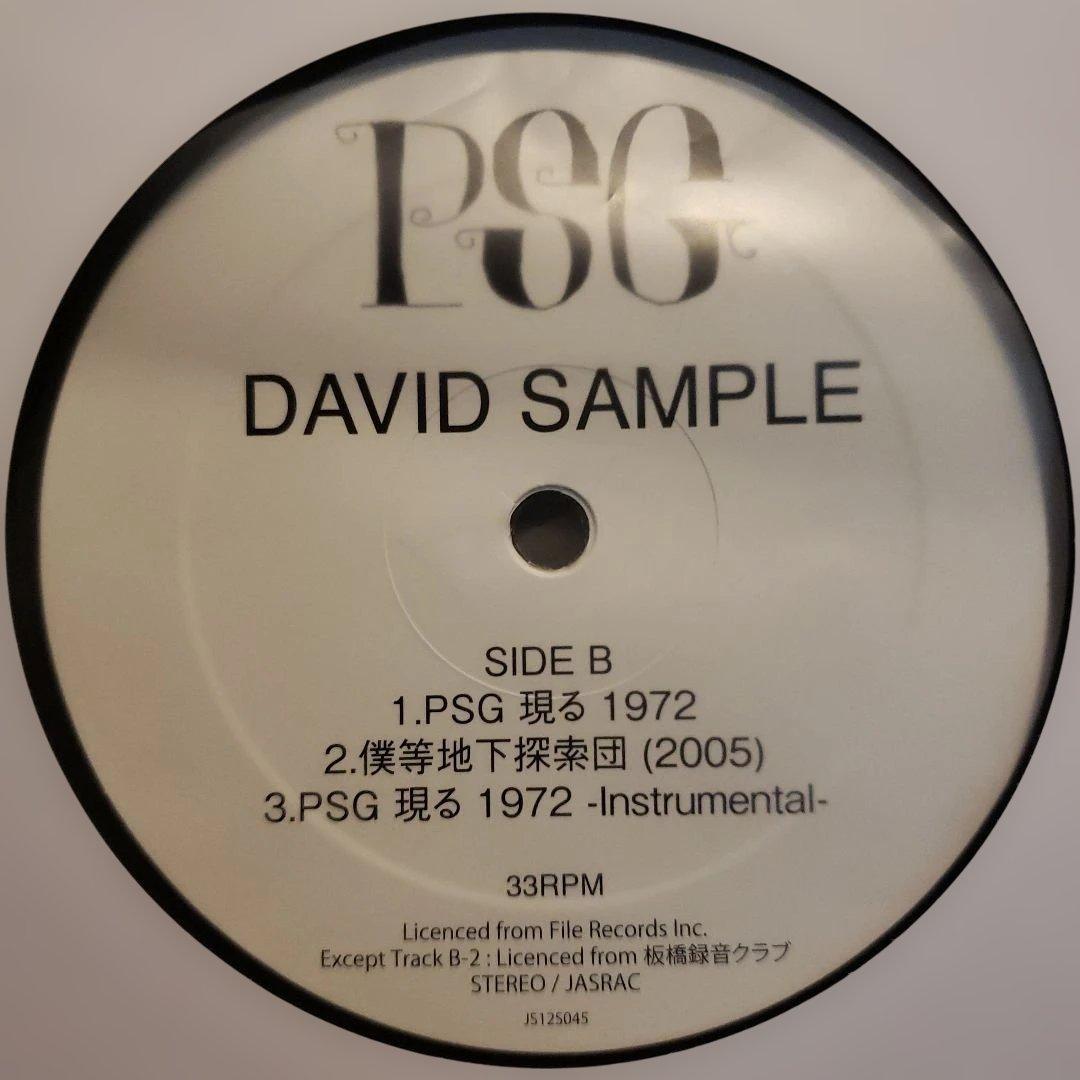 PSG
DAVID SAMPLE
SIDE B
1.PSG 現る 1972
2.僕等地下探索団 (2005)
3.PSG 現る 1972 -Instrumental-
33RPM
Licenced from File Records Inc.
Except Track B-2 : Licenced from 板橋録音クラブ
STEREO / JASRAC
JS12S045